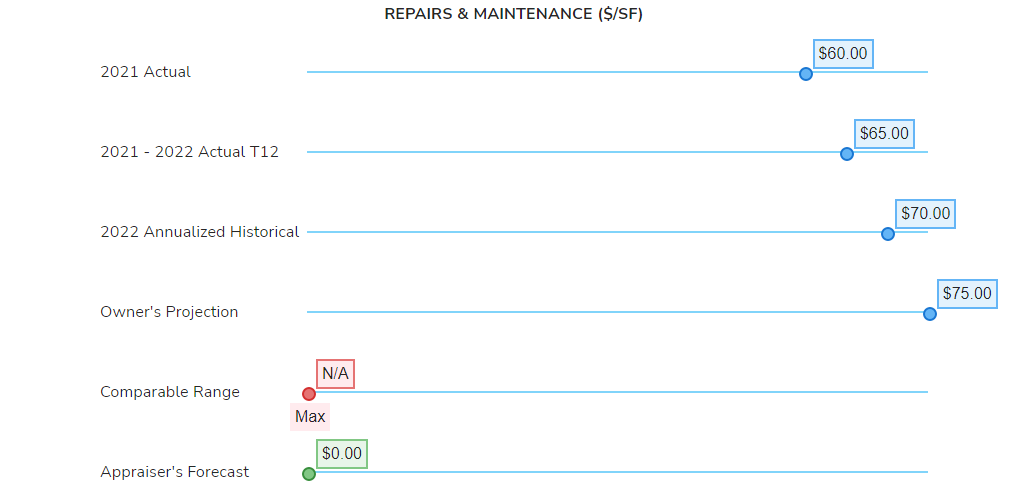 REPAIRS & MAINTENANCE ($/SF)
2021 Actual $60.00
2021 - 2022 Actual T12 $65.00
2022 Annualized Historical $70.00
Owner's Projection $75.00
Comparable Range N/A
Max
Appraiser's Forecast $0.00